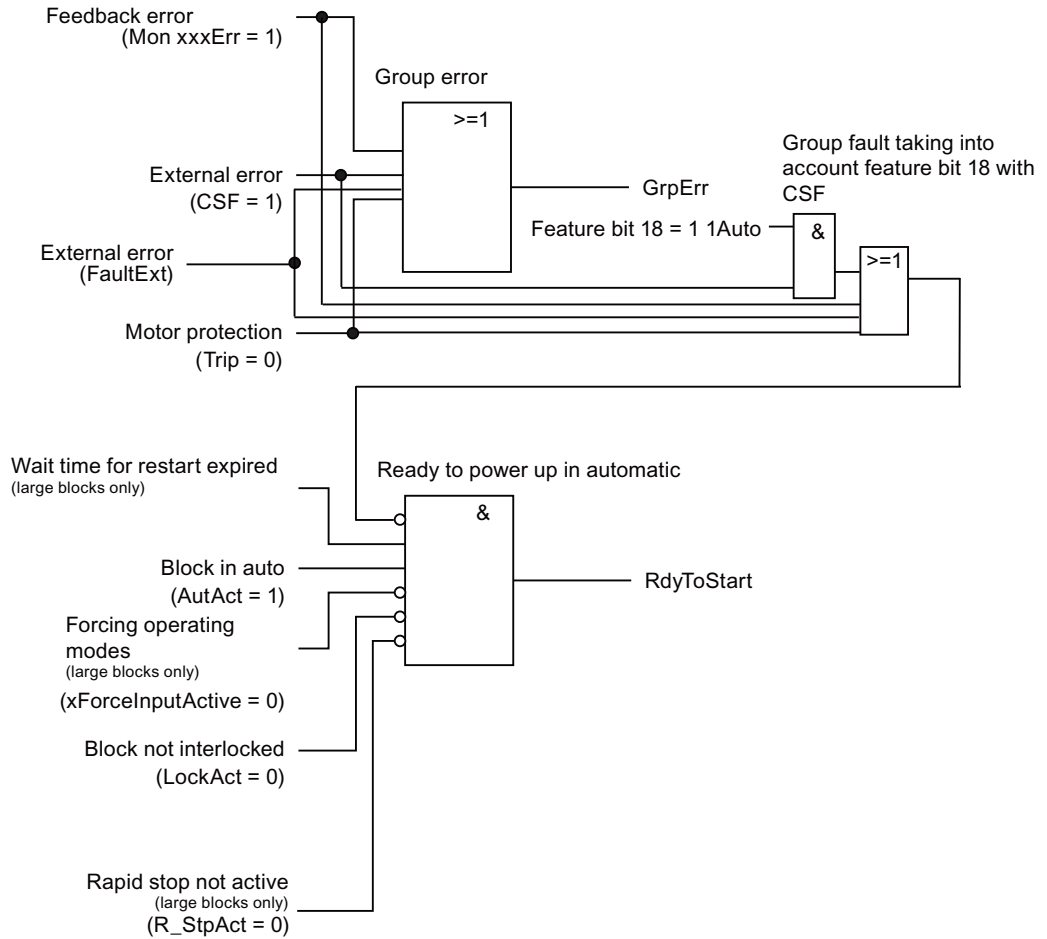 Feedback error
(Mon xxxErr = 1)
Group error
>=1
External error
(CSF = 1)
GrpErr
Group fault taking into
account feature bit 18 with
CSF
Feature bit 18 = 1 1Auto
&
>=1
External error
(FaultExt)
Motor protection
(Trip = 0)
Wait time for restart expired
(large blocks only)
Ready to power up in automatic
&
Block in auto
(AutAct = 1)
RdyToStart
Forcing operating
modes
(large blocks only)
(xForceInputActive = 0)
Block not interlocked
(LockAct = 0)
Rapid stop not active
(large blocks only)
(R_StpAct = 0)